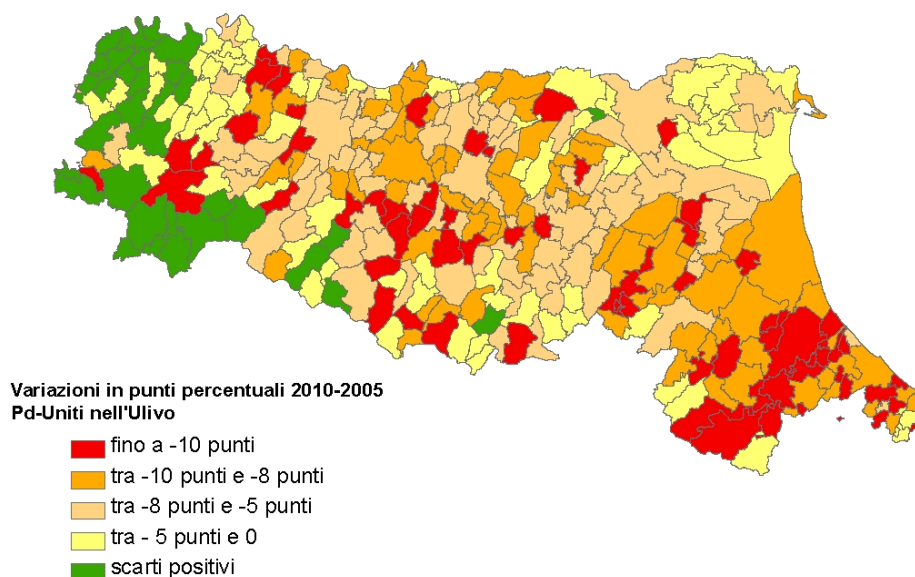 Variazioni in punti percentuali 2010-2005
Pd-Uniti nell'Ulivo
fino a -10 punti
tra -10 punti e -8 punti
tra -8 punti e -5 punti
tra - 5 punti e 0
scarti positivi